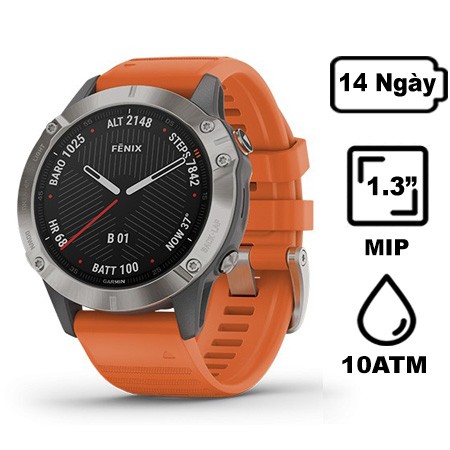 ALT 2148
BARO 1025
STEPS 7842
FĒNIX
HR 68
B 01
NOW 37°
BATT 100
GARMIN
14 Ngày
1.3”
MIP
10ATM